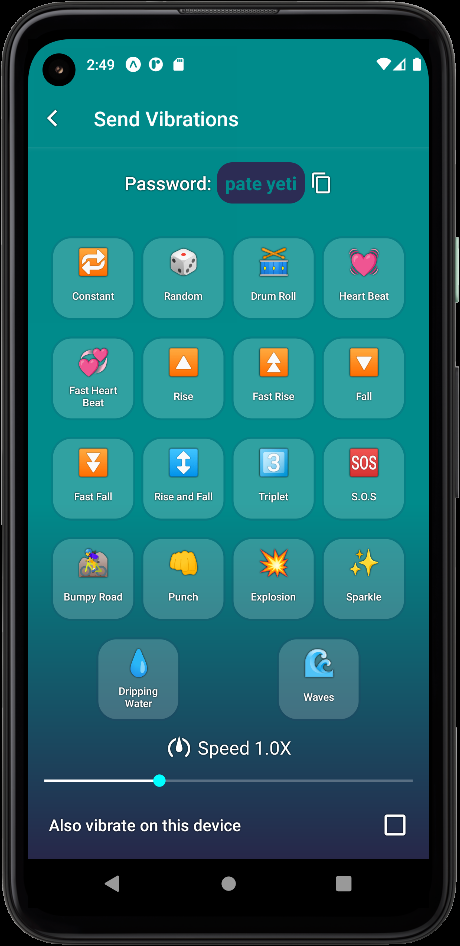 2:49
Send Vibrations
Password: pate yeti
Constant
Random
Drum Roll
Heart Beat
Fast Heart
Beat
Rise
Fast Rise
Fall
Fast Fall
Rise and Fall
3
Triplet
SOS
S.O.S
Bumpy Road
Punch
Explosion
Sparkle
Dripping
Water
Waves
Speed 1.0X
Also vibrate on this device